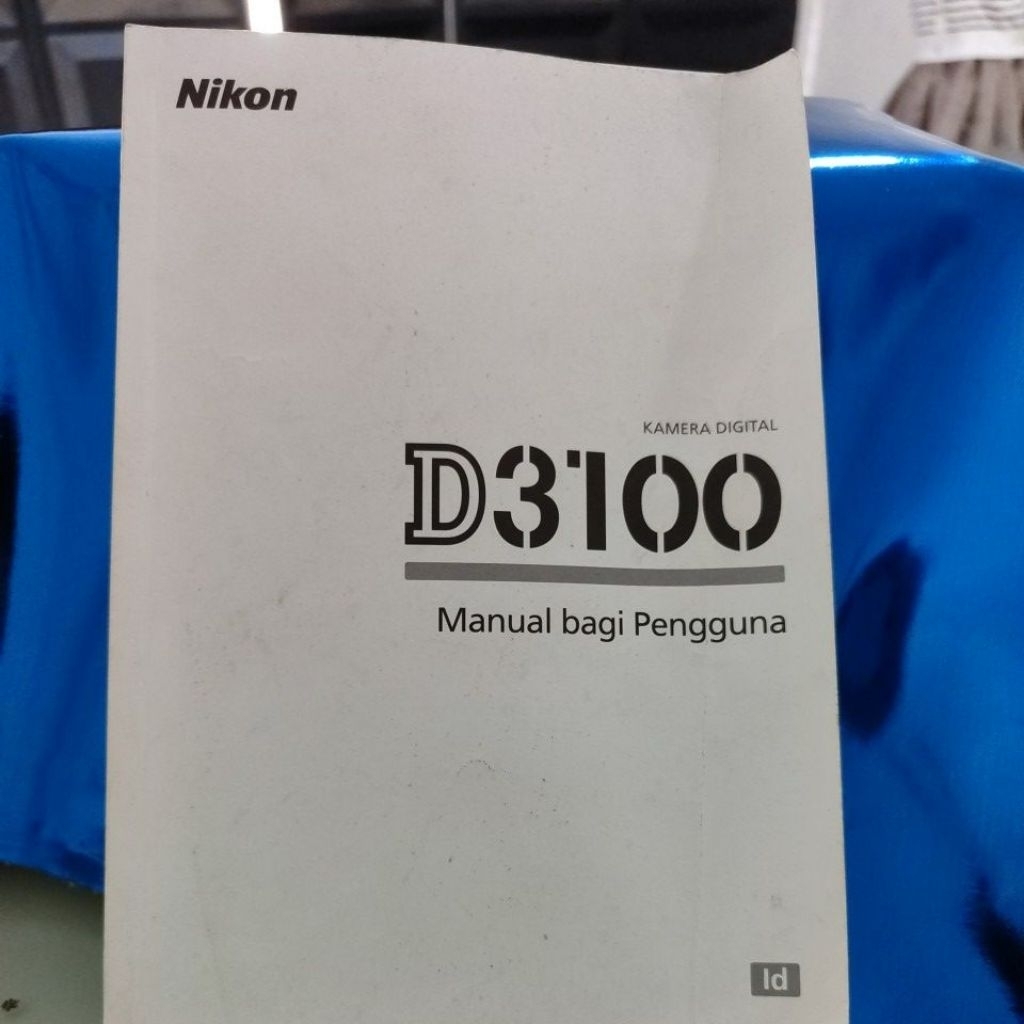 Nikon
KAMERA DIGITAL
D3100
Manual bagi Pengguna
Id